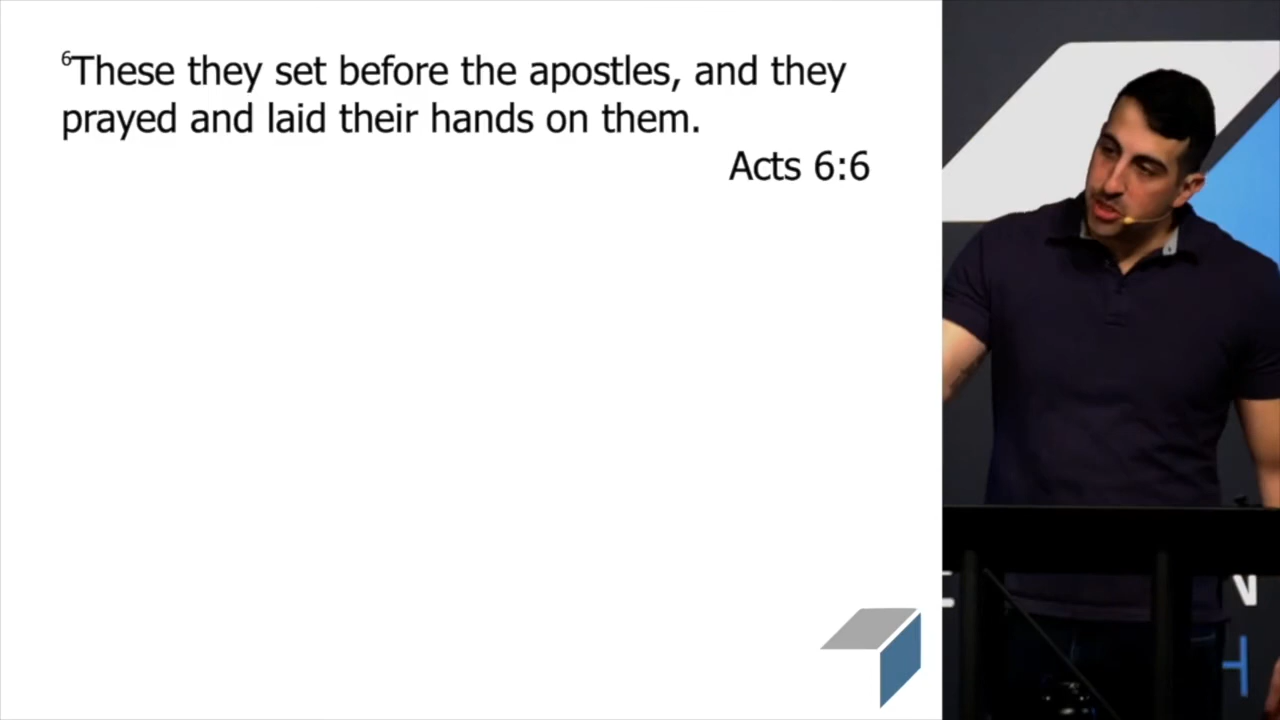 ⁶These they set before the apostles, and they
prayed and laid their hands on them.
Acts 6:6